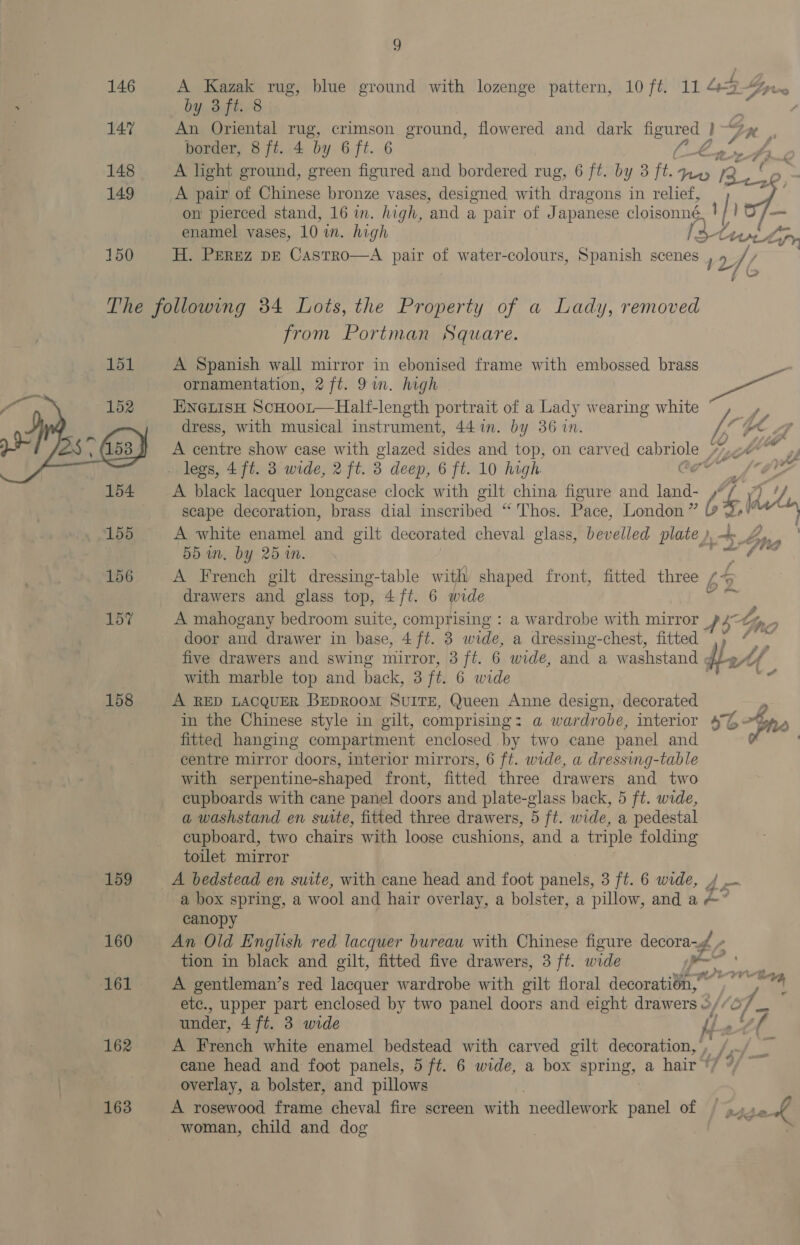 9
146 A Kazak rug, blue ground with lozenge pattern, 10 ft. 11
by 3 ft. 8
147 An Oriental rug, crimson ground, flowered and dark figured
border, 8 ft. 4 by 6 ft. 6
148 A light ground, green figured and bordered rug, 6 ft. by 3 ft.
149 A pair of Chinese bronze vases, designed with dragons in relief,
on pierced stand, 16 in. high, and a pair of Japanese cloisonné
enamel vases, 10 in. high
150 H. PEREZ DE CASTRO—A pair of water-colours, Spanish scenes
The following 34 Lots, the Property of a Lady, removed
from Portman Square.
151 A Spanish wall mirror in ebonised frame with embossed brass
ornamentation, 2 ft. 9 in. high
152 ENGLISH SCHOOL—Half-length portrait of a Lady wearing white
dress, with musical instrument, 44 in. by 36 in.
153 A centre show case with glazed sides and top, on carved cabriole
legs, 4 ft. 3 wide, 2 ft. 3 deep, 6 ft. 10 high
154 A black lacquer longcase clock with gilt china figure and land-
scape decoration, brass dial inscribed “Thos. Pace, London”
155 A white enamel and gilt decorated cheval glass, bevelled plate
55 in. by 25 in.
156 A French gilt dressing-table with shaped front, fitted three
drawers and glass top, 4 ft. 6 wide
157 A mahogany bedroom suite, comprising : a wardrobe with mirror
door and drawer in base, 4 ft. 3 wide, a dressing-chest, fitted
five drawers and swing mirror, 3 ft. 6 wide, and a washstand
with marble top and back, 3 ft. 6 wide
158 A RED LACQUER BEDROOM SUITE, Queen Anne design, decorated
in the Chinese style in gilt, comprising: a wardrobe, interior
fitted hanging compartment enclosed by two cane panel and
centre mirror doors, interior mirrors, 6 ft. wide, a dressing-table
with serpentine-shaped front, fitted three drawers and two
cupboards with cane panel doors and plate-glass back, 5 ft. wide,
a washstand en suite, fitted three drawers, 5 ft. wide, a pedestal
cupboard, two chairs with loose cushions, and a triple folding
toilet mirror
159 A bedstead en suite, with cane head and foot panels, 3 ft. 6 wide,
a box spring, a wool and hair overlay, a bolster, a pillow, and a
canopy
160 An Old English red lacquer bureau with Chinese figure decora-
tion in black and gilt, fitted five drawers, 3 ft. wide
161 A gentleman’s red lacquer wardrobe with gilt floral decoration,
etc., upper part enclosed by two panel doors and eight drawers
under, 4 ft. 3 wide
162 A French white enamel bedstead with carved gilt decoration,
cane head and foot panels, 5 ft. 6 wide, a box spring, a hair
overlay, a bolster, and pillows
163 A rosewood frame cheval fire screen with needlework panel of
woman, child and dog